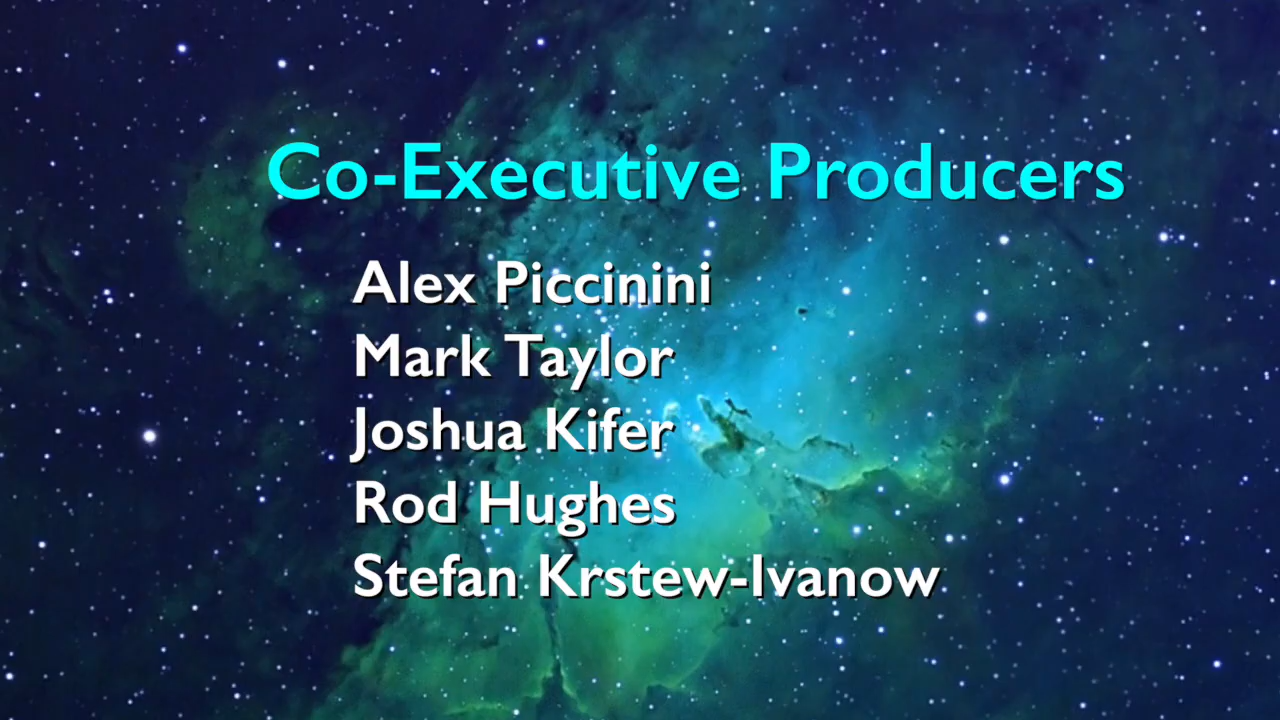 Co-Executive Producers
Alex Piccinini
Mark Taylor
Joshua Kifer
Rod Hughes
Stefan Krstew-Ivanow